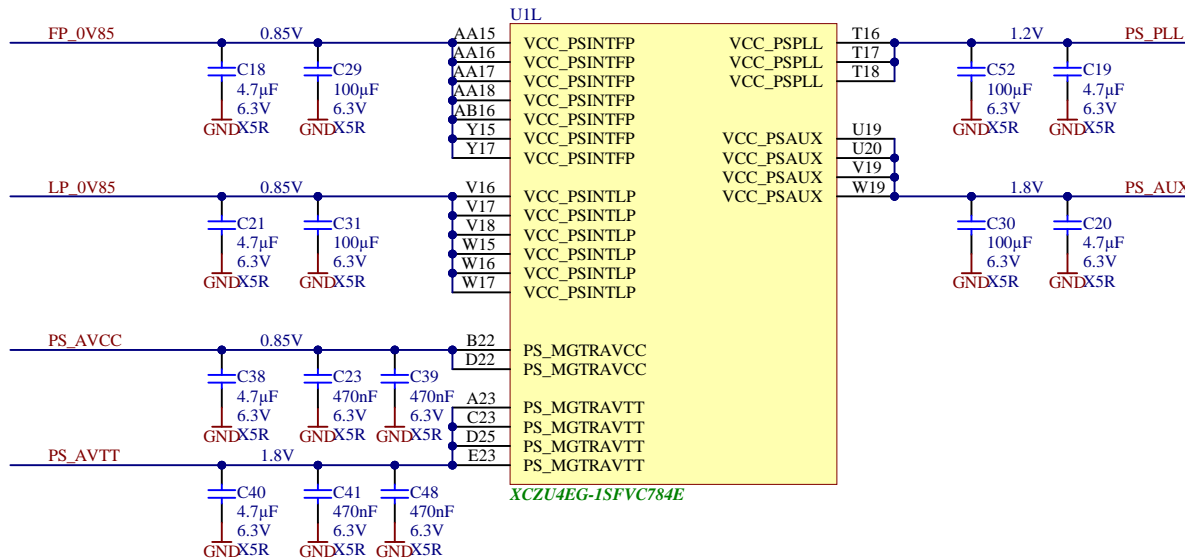 U1L
FP_0V85
0.85V
C18
4.7µF
6.3V
X5R
GND
C29
100µF
6.3V
X5R
GND
AA15 VCC_PSINTFP
AA16 VCC_PSINTFP
AA17 VCC_PSINTFP
AA18 VCC_PSINTFP
AB16 VCC_PSINTFP
Y15 VCC_PSINTFP
Y17 VCC_PSINTFP
VCC_PSPLL T16
VCC_PSPLL T17
VCC_PSPLL T18
1.2V
PS_PLL
C52
100µF
6.3V
X5R
GND
C19
4.7µF
6.3V
X5R
GND
LP_0V85
0.85V
C21
4.7µF
6.3V
X5R
GND
C31
100µF
6.3V
X5R
GND
V16 VCC_PSINTLP
V17 VCC_PSINTLP
V18 VCC_PSINTLP
W15 VCC_PSINTLP
W16 VCC_PSINTLP
W17 VCC_PSINTLP
VCC_PSAUX U19
VCC_PSAUX U20
VCC_PSAUX V19
VCC_PSAUX W19
1.8V
PS_AUX
C30
100µF
6.3V
X5R
GND
C20
4.7µF
6.3V
X5R
GND
PS_AVCC
0.85V
C38
4.7µF
6.3V
X5R
GND
C23
470nF
6.3V
X5R
GND
C39
470nF
6.3V
X5R
GND
B22 PS_MGTRAVCC
D22 PS_MGTRAVCC
A23 PS_MGTRAVTT
C23 PS_MGTRAVTT
D25 PS_MGTRAVTT
E23 PS_MGTRAVTT
PS_AVTT
1.8V
C40
4.7µF
6.3V
X5R
GND
C41
470nF
6.3V
X5R
GND
C48
470nF
6.3V
X5R
GND
XCZU4EG-1SFVC784E